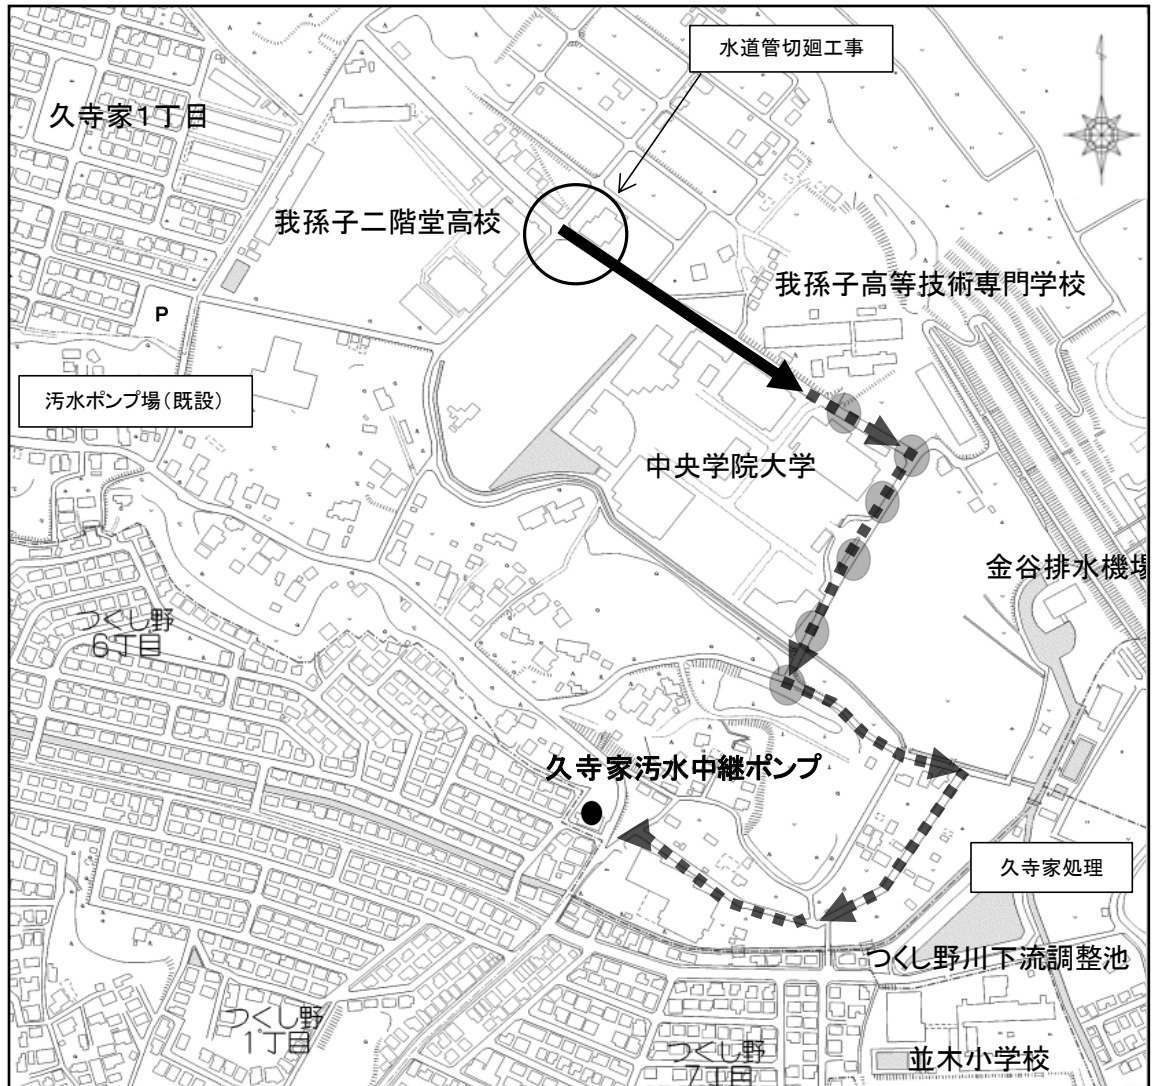 水道管切廻工事
久寺家1丁目
我孫子二階堂高校
我孫子高等技術専門学校
P
汚水ポンプ場(既設)
中央学院大学
金谷排水機場
つくし野
6丁目
久寺家汚水中継ポンプ
久寺家処理
つくし野川下流調整池
つくし野
1丁目
つくし野
7丁目
並木小学校